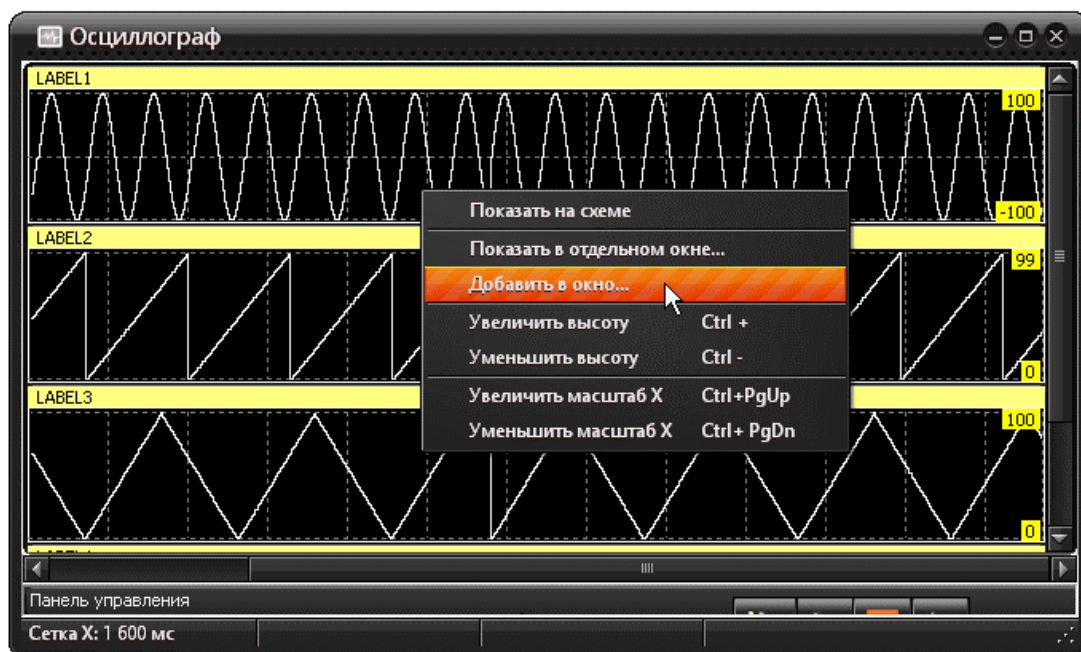 Осциллограф
LABEL1
100
-100
LABEL2
99
0
LABEL3
100
0
Показать на схеме
Показать в отдельном окне...
Добавить в окно...
Увеличить высоту Ctrl +
Уменьшить высоту Ctrl -
Увеличить масштаб X Ctrl+PgUp
Уменьшить масштаб X Ctrl+ PgDn
Панель управления
Сетка X: 1 600 мс